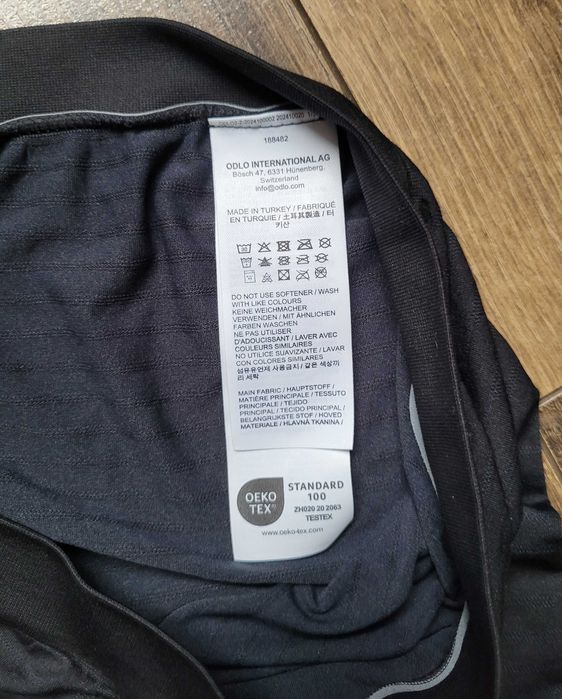 188482
ODLO INTERNATIONAL AG
Bösch 47, 6331 Hünenberg,
Switzerland
info@odlo.com
MADE IN TURKEY / FABRIQUÉ
EN TURQUIE / 土耳其製造 / 터
키산
DO NOT USE SOFTENER / WASH
WITH LIKE COLOURS
KEINE WEICHMACHER
VERWENDEN / MIT ÄHNLICHEN
FARBEN WASCHEN
NE PAS UTILISER
D'ADOUCISSANT / LAVER AVEC
COULEURS SIMILAIRES
NO UTILICE SUAVIZANTE / LAVAR
CON COLORES SIMILARES
섬유유연제 사용금지 / 같은 색상끼
리 세탁
MAIN FABRIC / HAUPTSTOFF /
MATIÈRE PRINCIPALE / TESSUTO
PRINCIPALE / TEJIDO
PRINCIPAL / TECIDO PRINCIPAL /
BELANGRIJKSTE STOF / HOVED
MATERIALE / HLAVNÁ TKANINA /
OEKO
TEX®
STANDARD
100
ZH020 20 2063
TESTEX
www.oeko-tex.com